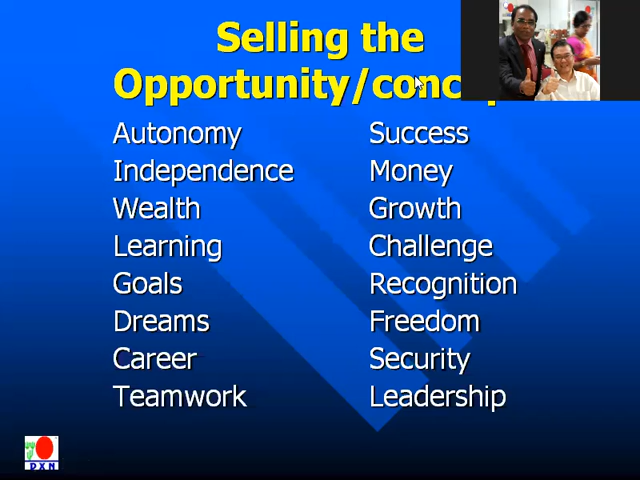 Selling the
Opportunity/concep
Autonomy
Independence
Wealth
Learning
Goals
Dreams
Career
Teamwork
Success
Money
Growth
Challenge
Recognition
Freedom
Security
Leadership
DXN